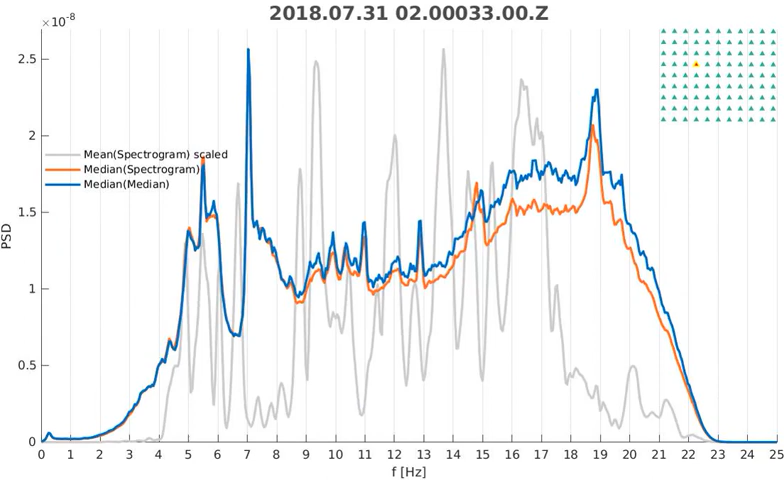 2018.07.31 02.00033.00.Z
×10⁻⁸
2.5
2
1.5
1
0.5
0
PSD
Mean(Spectrogram) scaled
Median(Spectrogram)
Median(Median)
0 1 2 3 4 5 6 7 8 9 10 11 12 13 14 15 16 17 18 19 20 21 22 23 24 25
f [Hz]